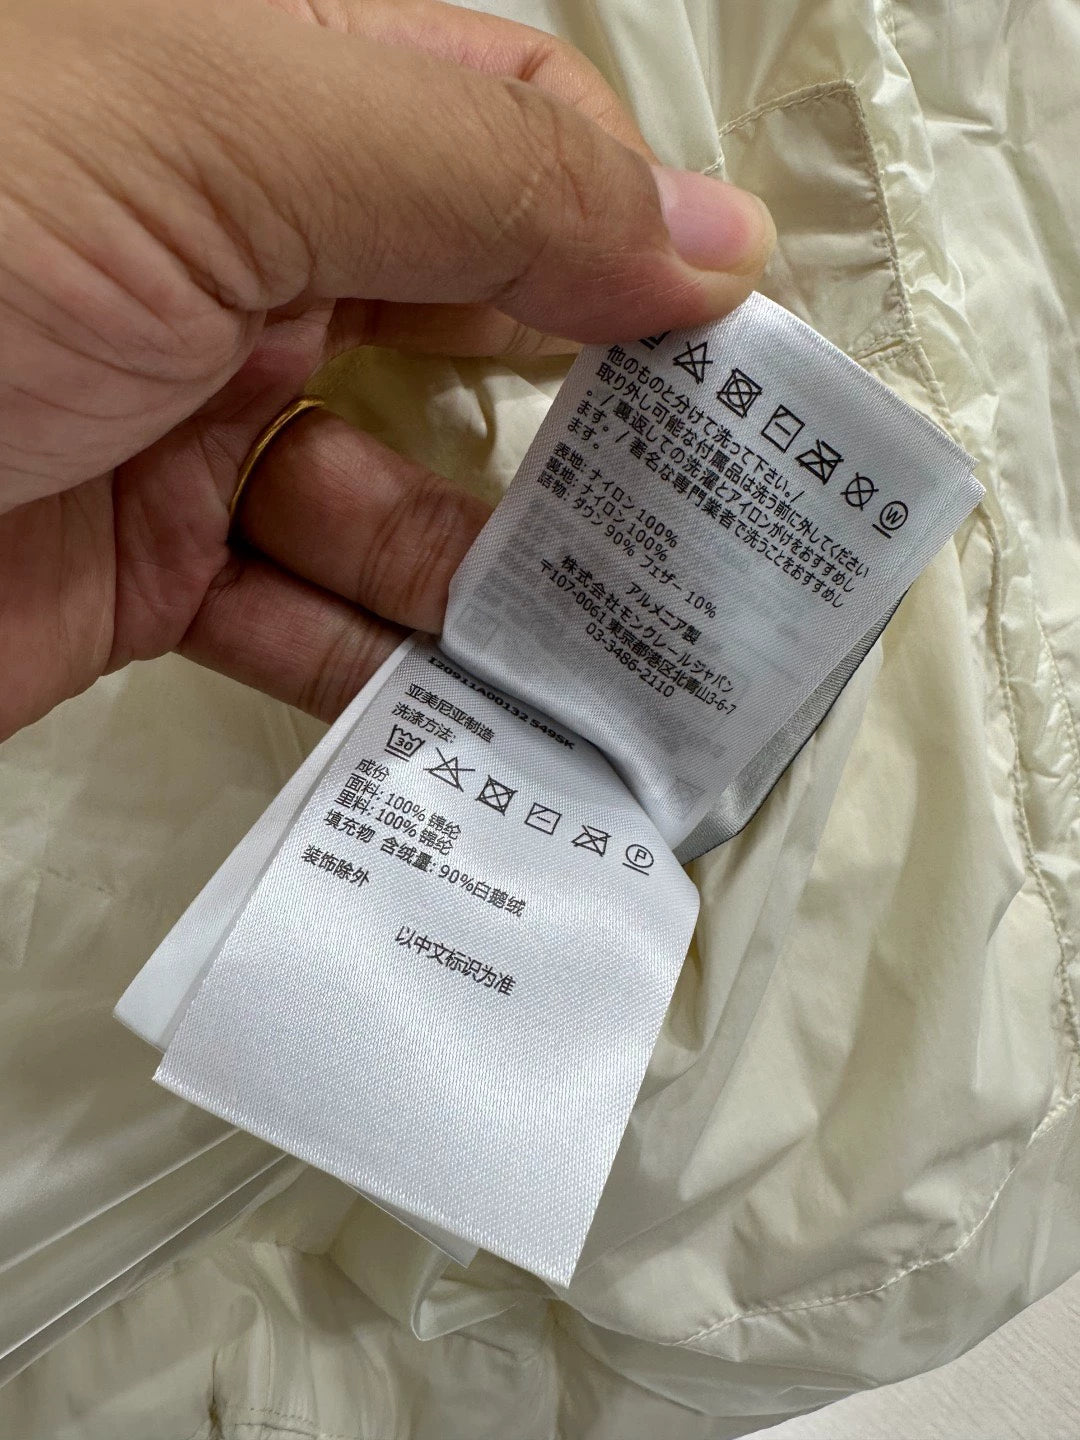 他のものと分けて洗って下さい。/
取り外し可能な付属品は洗う前に外してください
。/ 裏返しての洗濯とアイロンがけをおすすめし
ます。/ 著名な専門業者で洗うことをおすすめし
ます。
表地: ナイロン 100%
裏地: ナイロン 100%
詰物: ダウン 90% フェザー 10%
アルメニア製
株式会社モンクレール ジャパン
〒107-0061 東京都港区北青山3-6-7
03-3486-2110
W
120911A00132 549SK
亚美尼亚制造
洗涤方法:
30
P
成份
面料: 100% 锦纶
里料: 100% 锦纶
填充物 含绒量: 90%白鹅绒
装饰除外
以中文标识为准